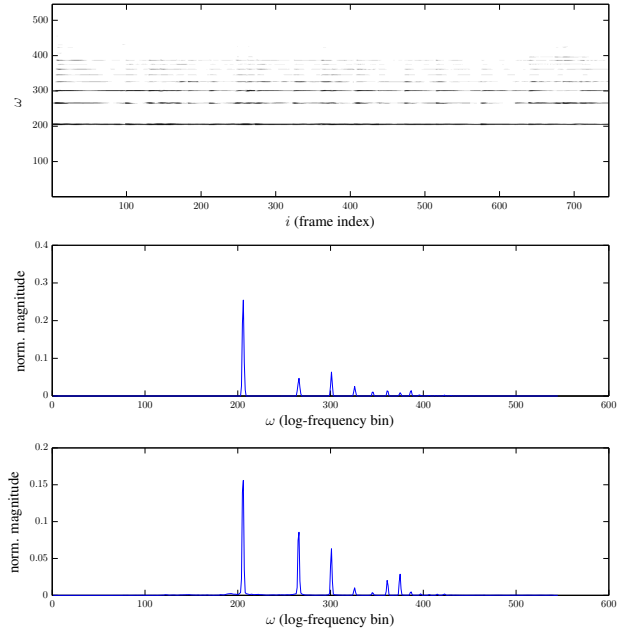 500
400
300
200
100
ω
100 200 300 400 500 600 700
i (frame index)
0.4
0.3
0.2
0.1
0
norm. magnitude
0 100 200 300 400 500 600
ω (log-frequency bin)
0.2
0.15
0.1
0.05
0
norm. magnitude
0 100 200 300 400 500 600
ω (log-frequency bin)